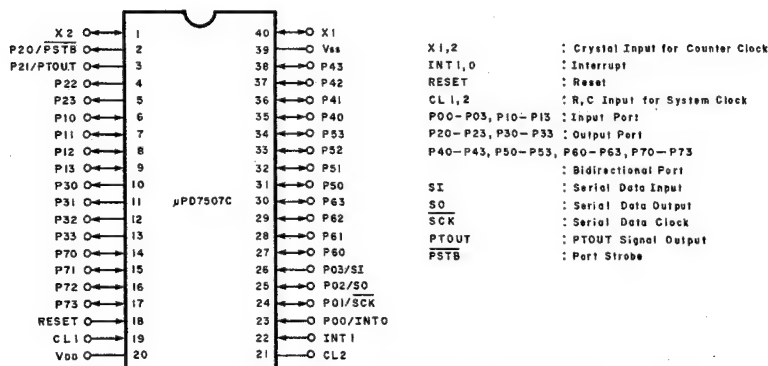 X2 1 40 X1
P20/PSTB 2 39 Vss
P21/PTOUT 3 38 P43
P22 4 37 P42
P23 5 36 P41
P10 6 35 P40
P11 7 34 P53
P12 8 33 P52
P13 9 32 P51
P30 10 31 P50
P31 11 μPD7507C 30 P63
P32 12 29 P62
P33 13 28 P61
P70 14 27 P60
P71 15 26 P03/SI
P72 16 25 P02/SO
P73 17 24 P01/SCK
RESET 18 23 P00/INT0
CL1 19 22 INT1
VDD 20 21 CL2
X1,2 : Crystal Input for Counter Clock
INT1,0 : Interrupt
RESET : Reset
CL1,2 : R,C Input for System Clock
P00-P03, P10-P13 : Input Port
P20-P23, P30-P33 : Output Port
P40-P43, P50-P53, P60-P63, P70-P73
: Bidirectional Port
SI : Serial Data Input
SO : Serial Data Output
SCK : Serial Data Clock
PTOUT : PTOUT Signal Output
PSTB : Port Strobe